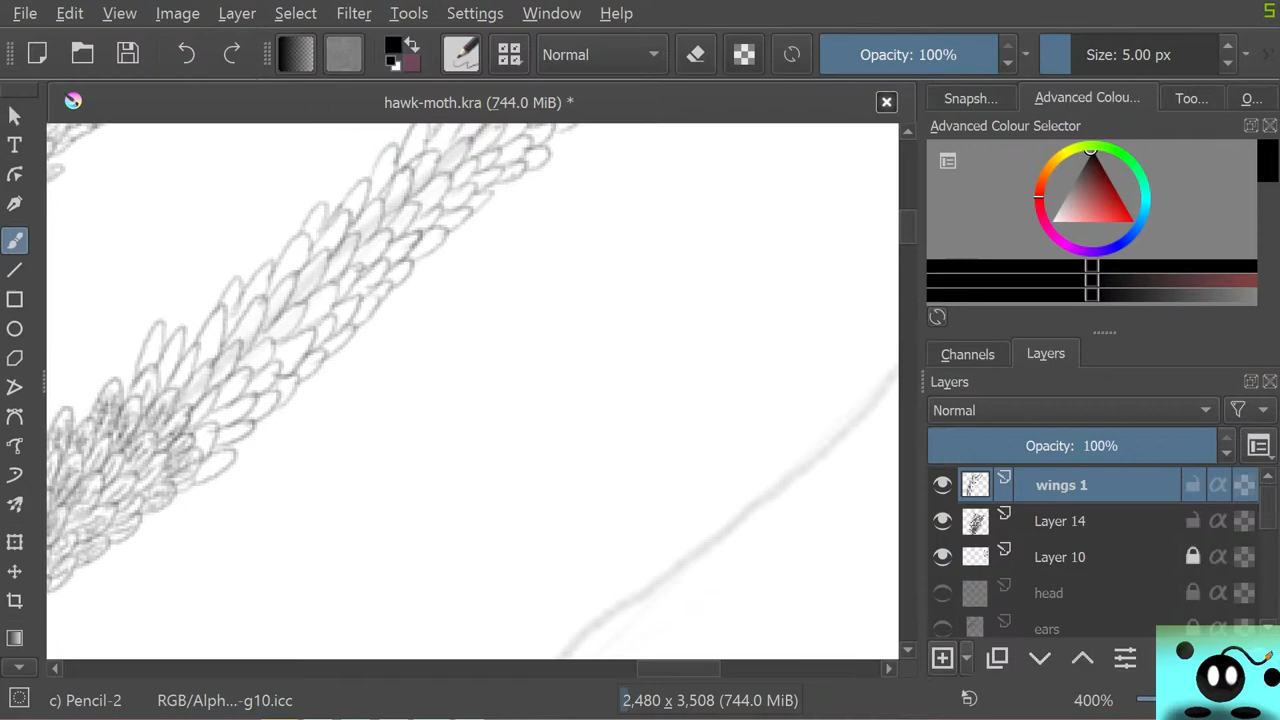 File Edit View Image Layer Select Filter Tools Settings Window Help 5
Normal Opacity: 100% Size: 5.00 px
hawk-moth.kra (744.0 MiB) *
Snapsh... Advanced Colou... Too... O...
Advanced Colour Selector
Channels Layers
Layers
Normal
Opacity: 100%
wings 1
Layer 14
Layer 10
head
ears
c) Pencil-2 RGB/Alph...-g10.icc 2,480 x 3,508 (744.0 MiB) 400%